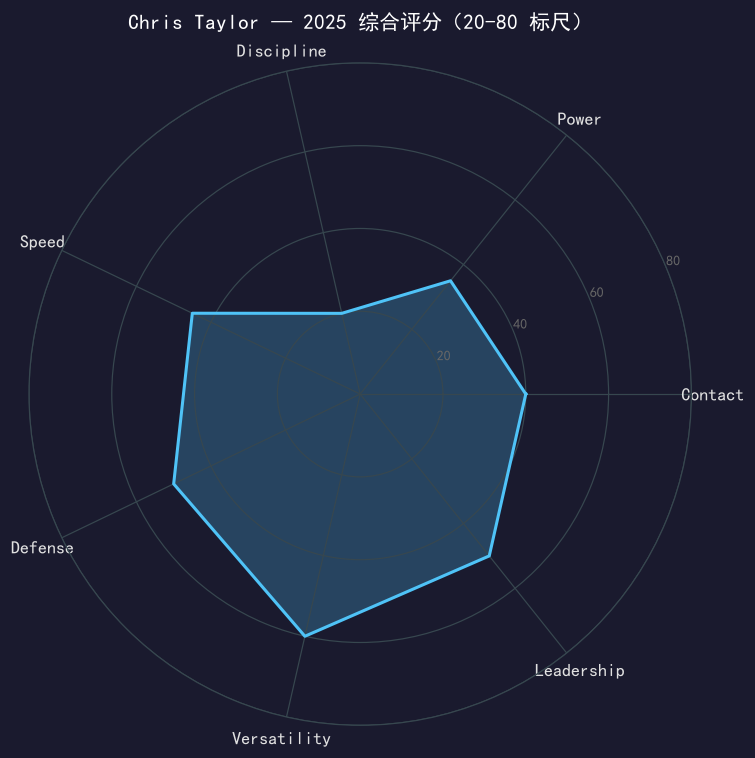 Chris Taylor — 2025 综合评分（20-80 标尺）
Discipline
Power
Speed
80
60
40
20
Contact
Defense
Leadership
Versatility